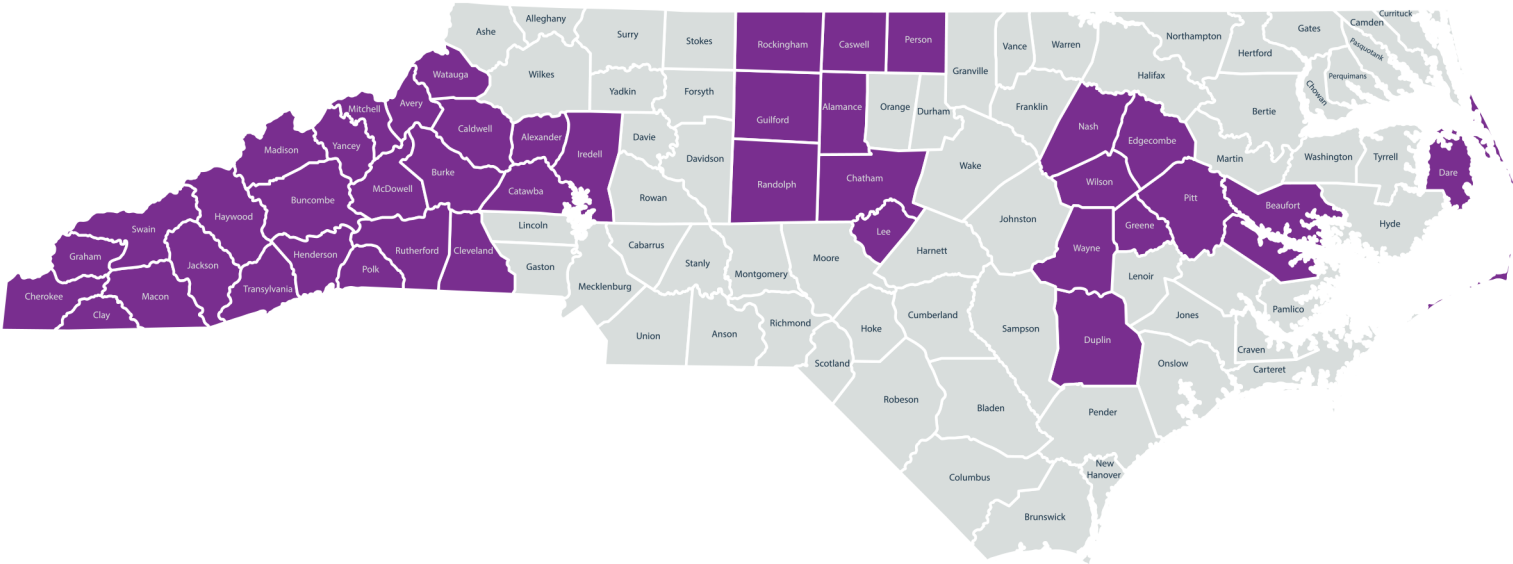 Currituck
Alleghany
Camden
Gates
Ashe
Surry
Stokes
Rockingham
Caswell
Person
Vance
Warren
Northampton
Hertford
Pasquotank
Granville
Watauga
Wilkes
Halifax
Perquimans
Chowan
Yadkin
Forsyth
Mitchell
Avery
Alamance
Orange
Durham
Franklin
Bertie
Guilford
Caldwell
Alexander
Davie
Nash
Edgecombe
Madison
Yancey
Iredell
Davidson
Wake
Martin
Washington
Tyrrell
Burke
McDowell
Catawba
Randolph
Chatham
Wilson
Dare
Buncombe
Rowan
Pitt
Beaufort
Haywood
Swain
Lincoln
Lee
Johnston
Greene
Hyde
Graham
Jackson
Henderson
Rutherford
Cleveland
Cabarrus
Moore
Harnett
Wayne
Polk
Gaston
Stanly
Montgomery
Lenoir
Cherokee
Macon
Transylvania
Mecklenburg
Clay
Pamlico
Union
Anson
Richmond
Hoke
Cumberland
Sampson
Jones
Duplin
Craven
Scotland
Onslow
Carteret
Robeson
Bladen
Pender
Columbus
New
Hanover
Brunswick